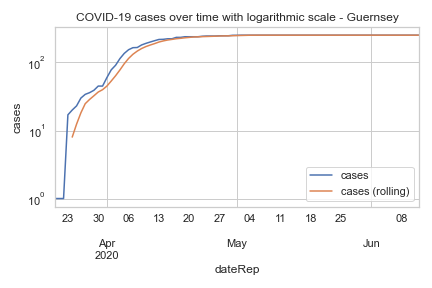 COVID-19 cases over time with logarithmic scale - Guernsey
cases
10²
10¹
10⁰
cases
cases (rolling)
23 30 06 13 20 27 04 11 18 25 08
Apr May Jun
2020
dateRep